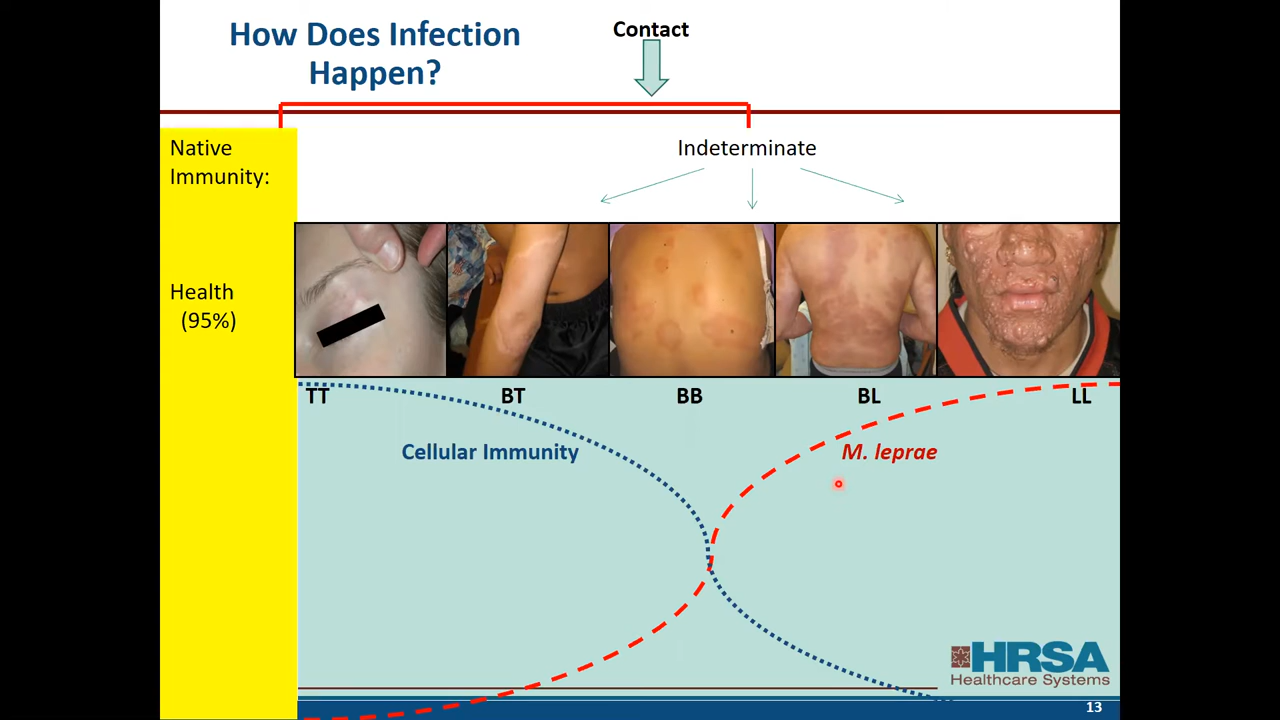 How Does Infection
Happen?
Contact
Native
Immunity:
Indeterminate
Health
(95%)
TT
BT
BB
BL
LL
Cellular Immunity
M. leprae
HRSA
Healthcare Systems
13